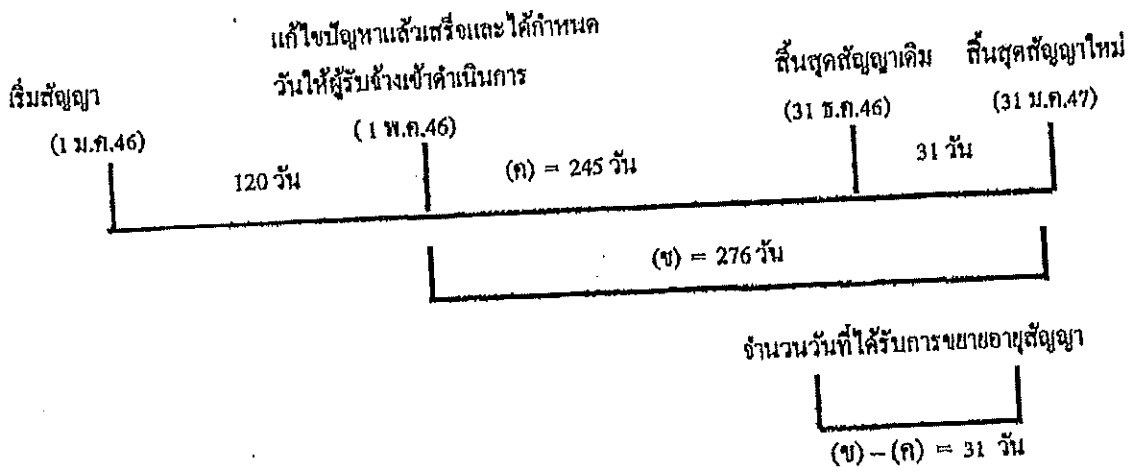 แก้ไขปัญหาแล้วเสร็จและได้กำหนด
วันให้ผู้รับจ้างเข้าดำเนินการ
เริ่มสัญญา
(1 ม.ค.46)
(1 พ.ค.46)
สิ้นสุดสัญญาเดิม
(31 ธ.ค.46)
สิ้นสุดสัญญาใหม่
(31 ม.ค.47)
120 วัน
(ค) = 245 วัน
31 วัน
(ข) = 276 วัน
จำนวนวันที่ได้รับการขยายอายุสัญญา
(ข) – (ค) = 31 วัน